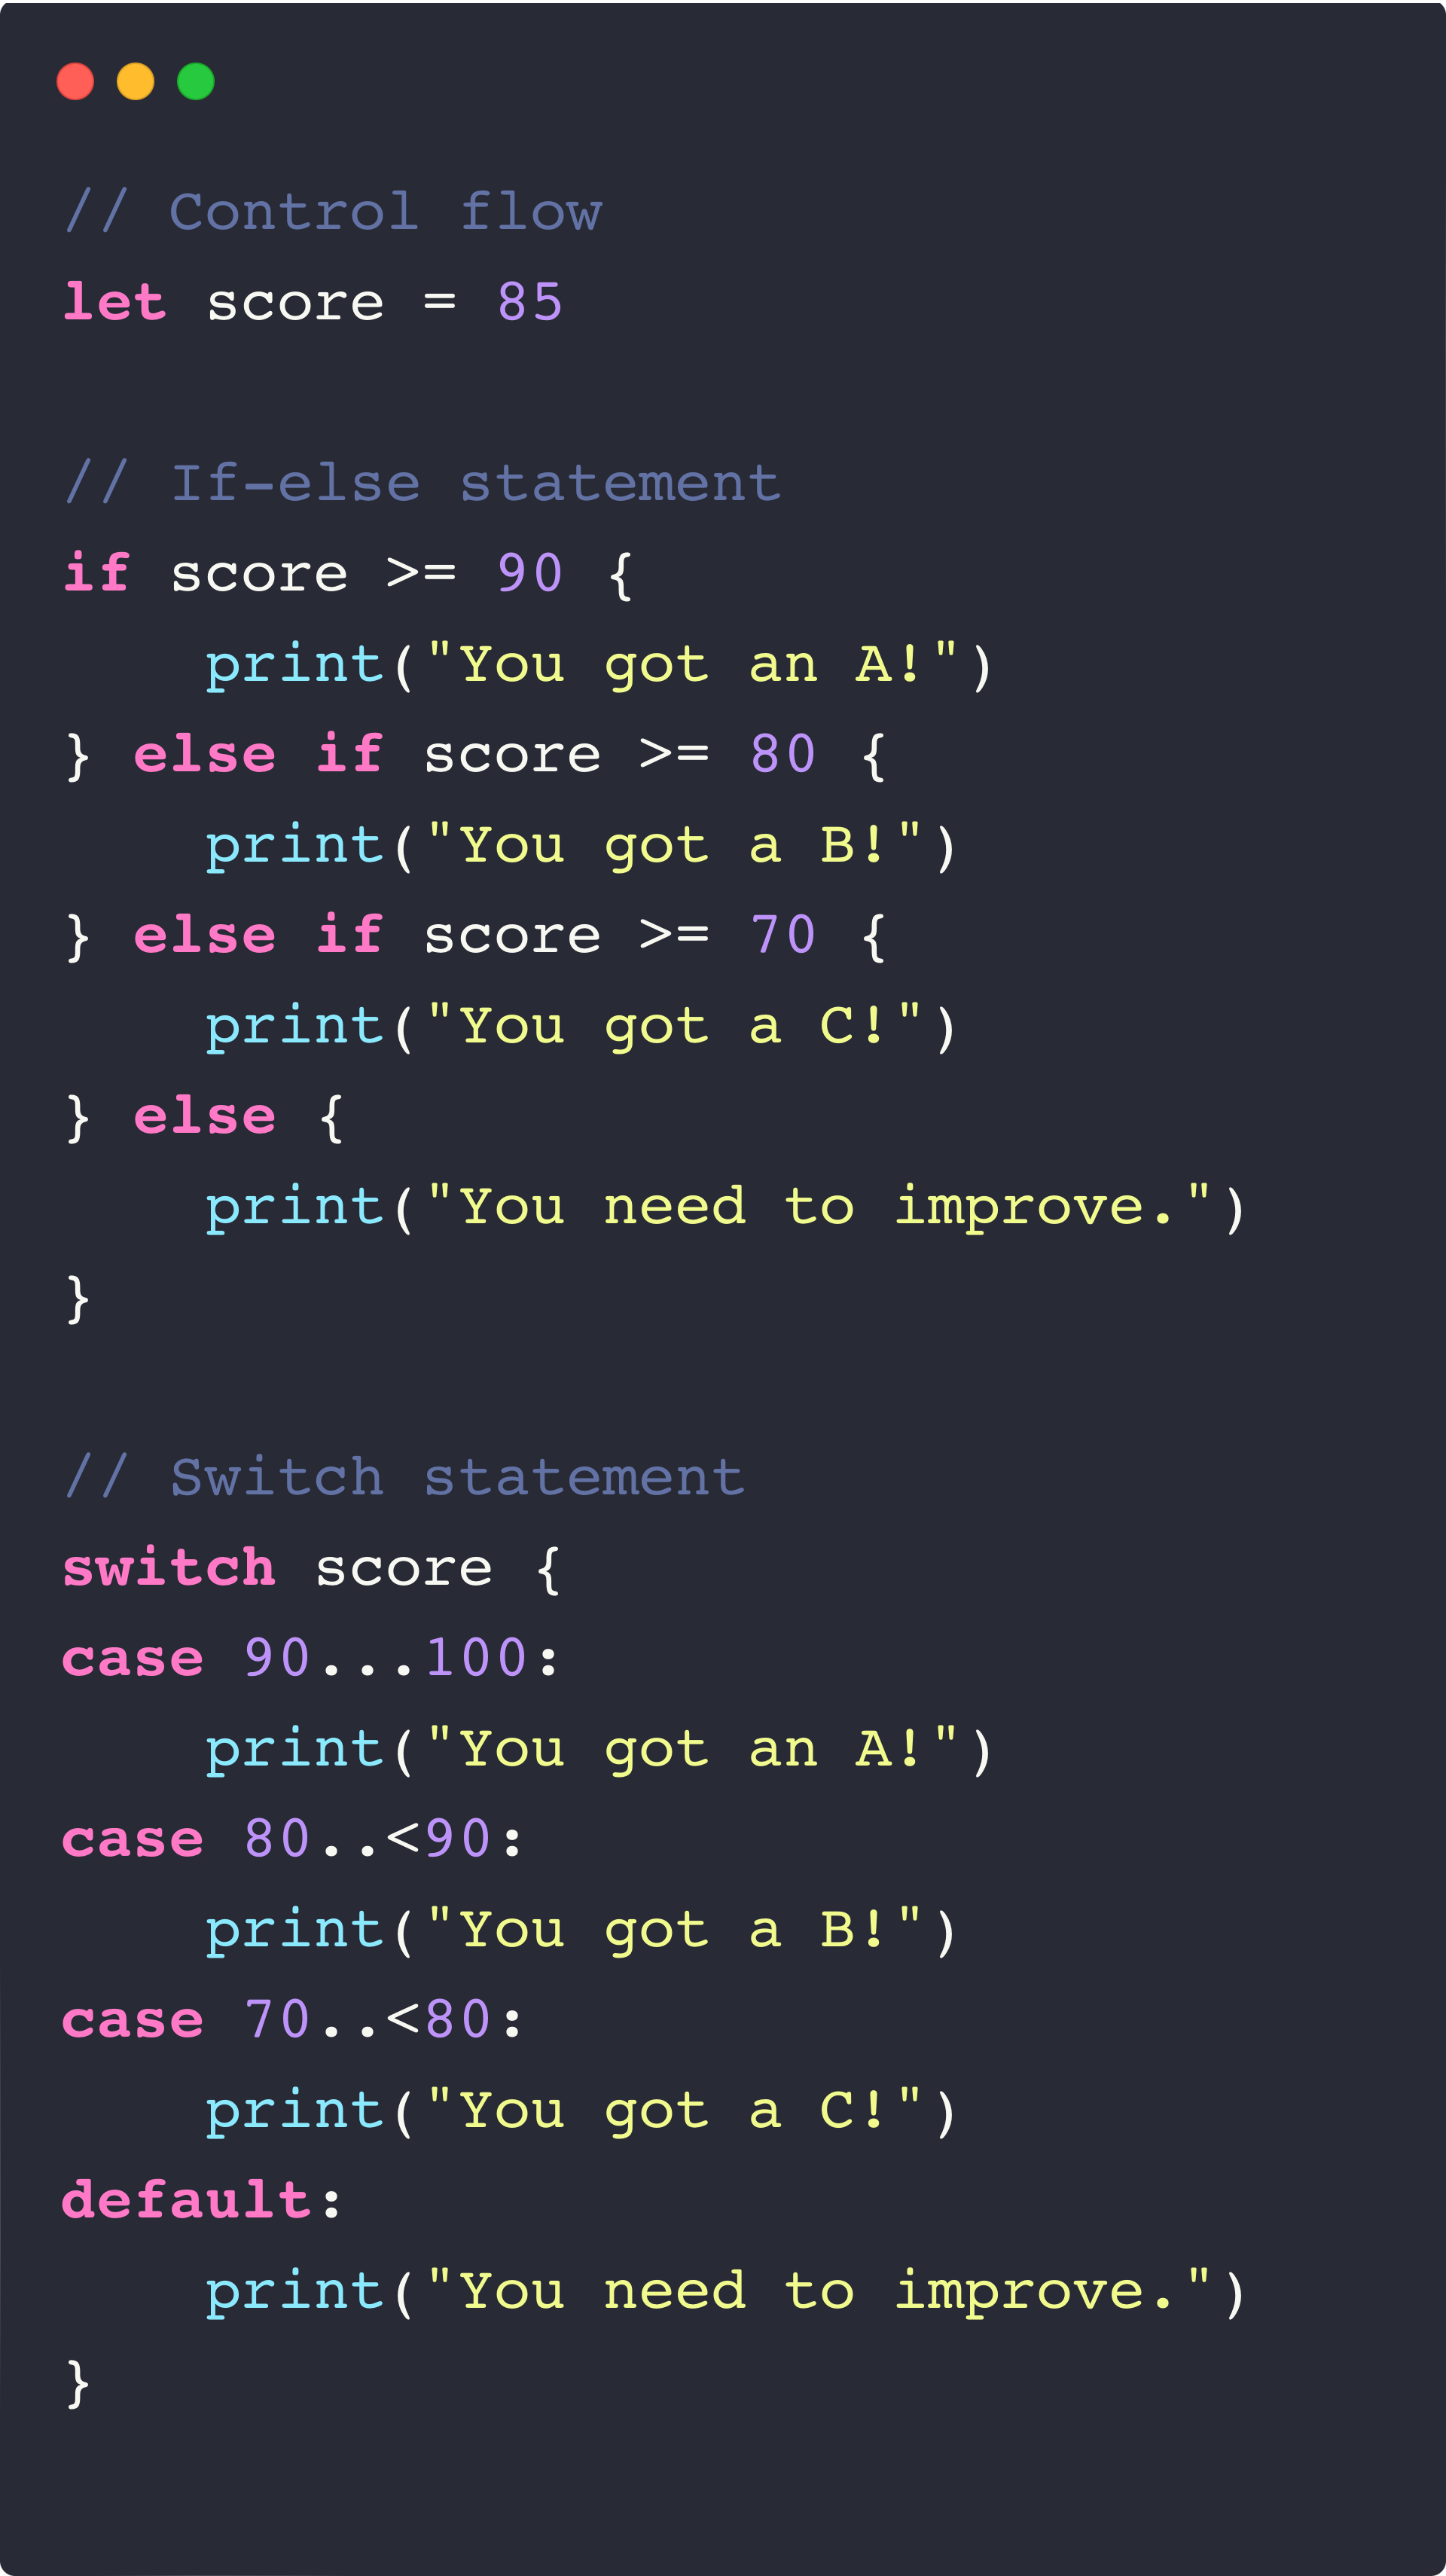 // Control flow
let score = 85

// If-else statement
if score >= 90 {
    print("You got an A!")
} else if score >= 80 {
    print("You got a B!")
} else if score >= 70 {
    print("You got a C!")
} else {
    print("You need to improve.")
}

// Switch statement
switch score {
case 90...100:
    print("You got an A!")
case 80..<90:
    print("You got a B!")
case 70..<80:
    print("You got a C!")
default:
    print("You need to improve.")
}